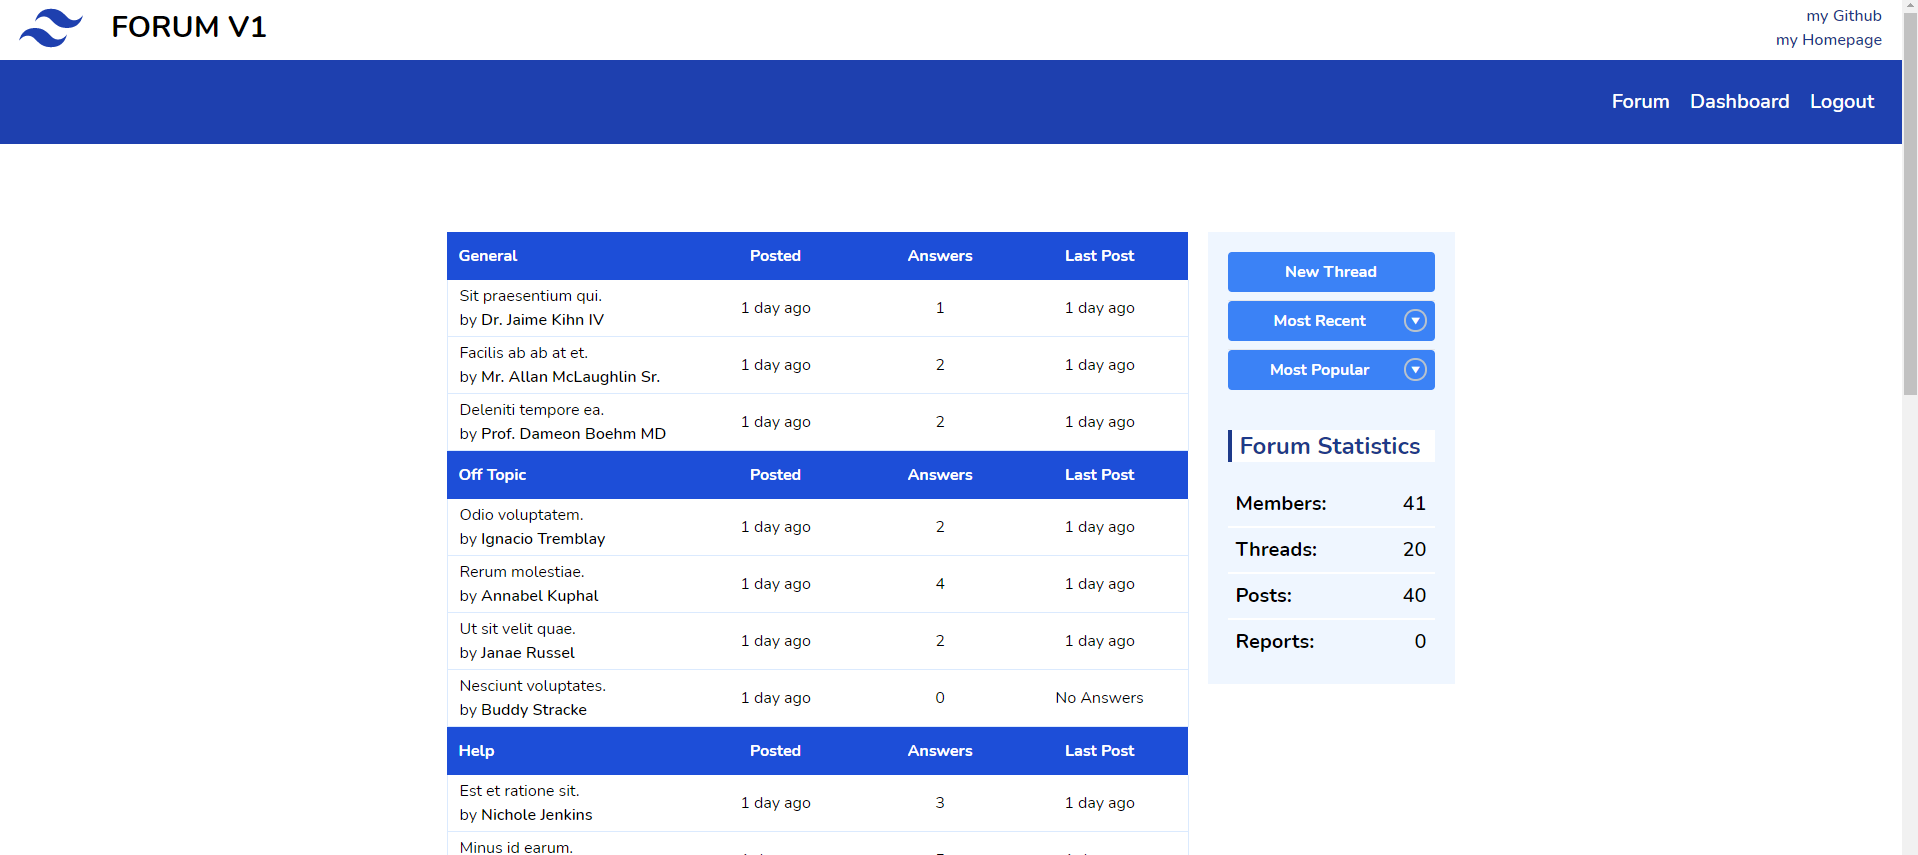 FORUM V1
my Github
my Homepage
Forum Dashboard Logout
General Posted Answers Last Post
Sit praesentium qui.
by Dr. Jaime Kihn IV
1 day ago 1 1 day ago
Facilis ab ab at et.
by Mr. Allan McLaughlin Sr.
1 day ago 2 1 day ago
Deleniti tempore ea.
by Prof. Dameon Boehm MD
1 day ago 2 1 day ago
Off Topic Posted Answers Last Post
Odio voluptatem.
by Ignacio Tremblay
1 day ago 2 1 day ago
Rerum molestiae.
by Annabel Kuphal
1 day ago 4 1 day ago
Ut sit velit quae.
by Janae Russel
1 day ago 2 1 day ago
Nesciunt voluptates.
by Buddy Stracke
1 day ago 0 No Answers
Help Posted Answers Last Post
Est et ratione sit.
by Nichole Jenkins
1 day ago 3 1 day ago
Minus id earum.
New Thread
Most Recent
Most Popular
Forum Statistics
Members: 41
Threads: 20
Posts: 40
Reports: 0